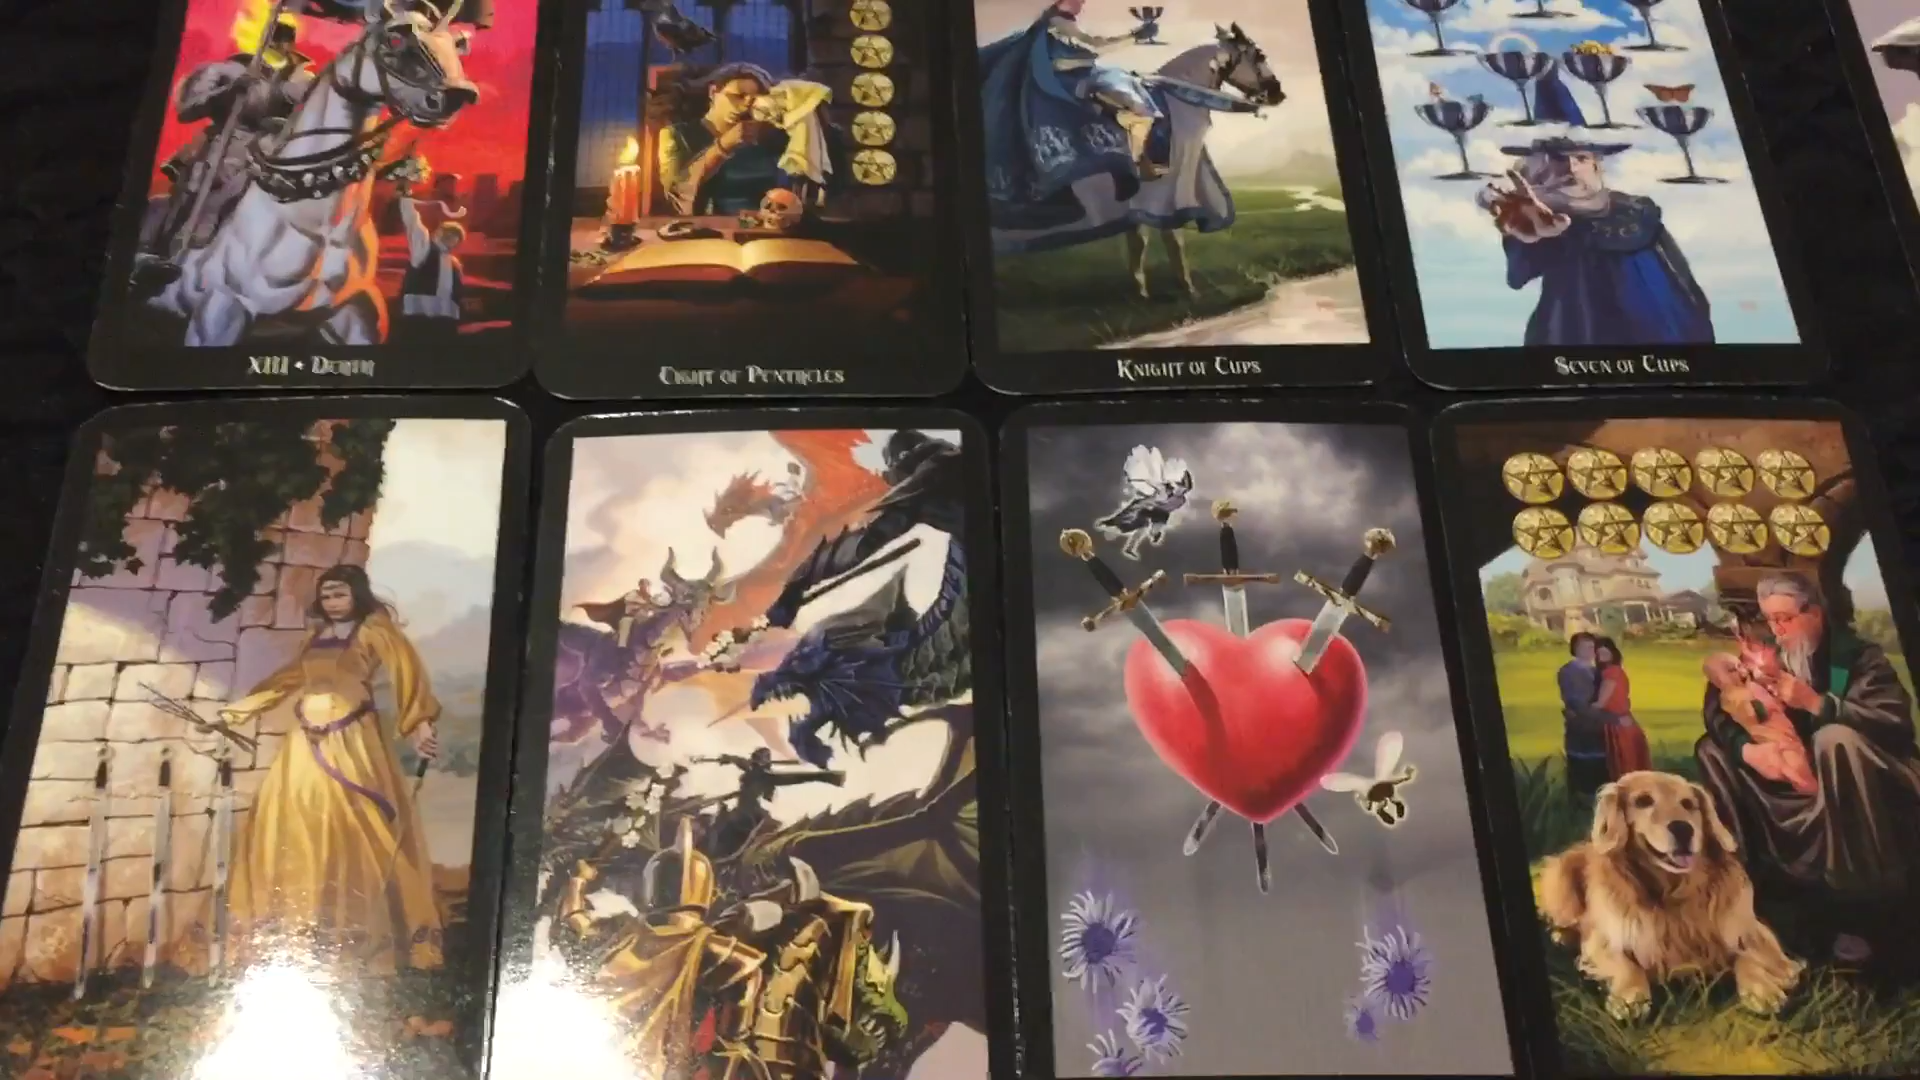 XIII • Death
Eight of Pentacles
Knight of Cups
Seven of Cups